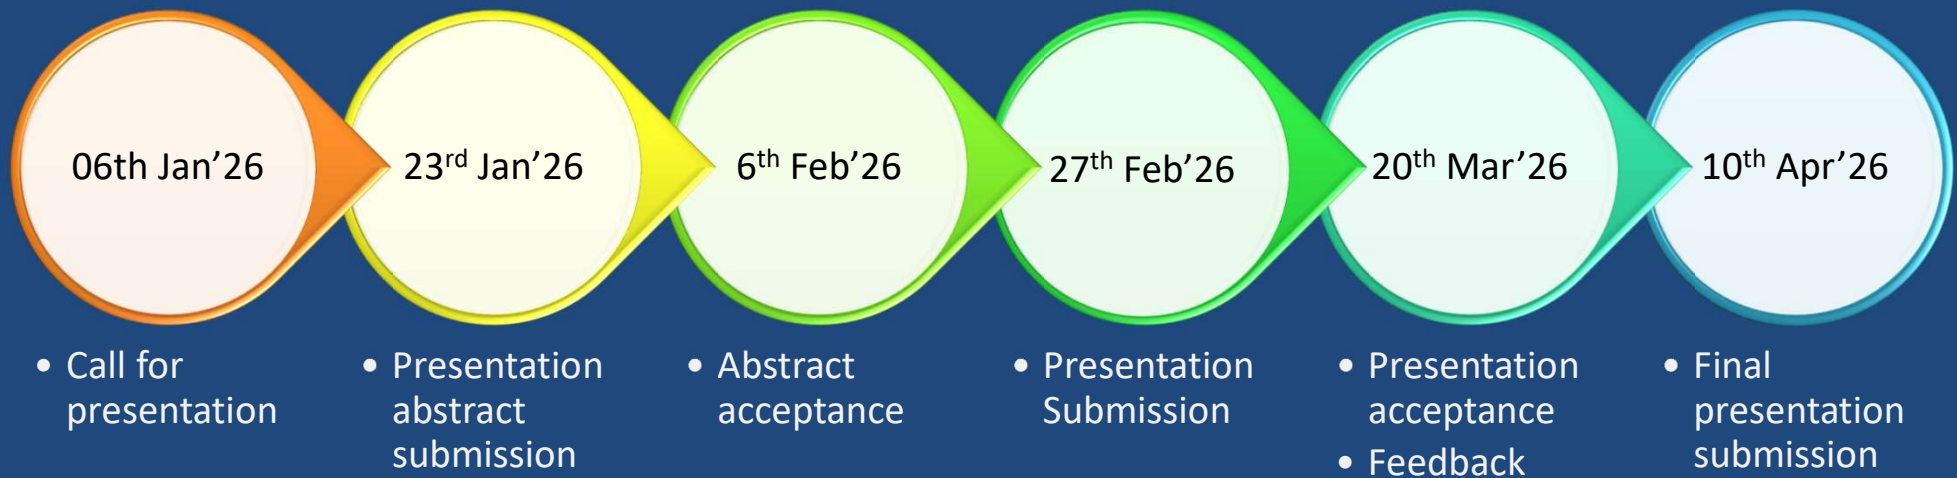 06th Jan’26
23rd Jan’26
6th Feb’26
27th Feb’26
20th Mar’26
10th Apr’26
• Call for
presentation
• Presentation
abstract
submission
• Abstract
acceptance
• Presentation
Submission
• Presentation
acceptance
• Feedback
• Final
presentation
submission